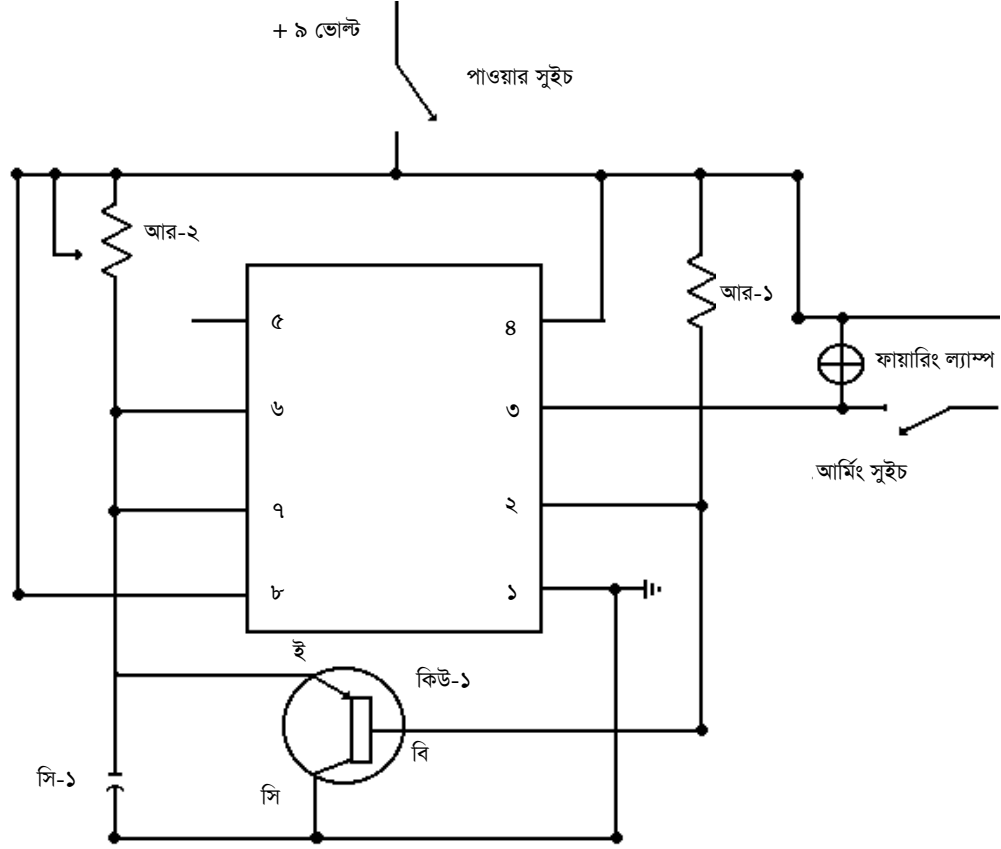 + ৯ ভোল্ট
পাওয়ার সুইচ
আর-২
আর-১
৫
৪
ফায়ারিং ল্যাম্প
৬
৩
আর্মিং সুইচ
৭
২
৮
১
ই
কিউ-১
বি
সি-১
সি